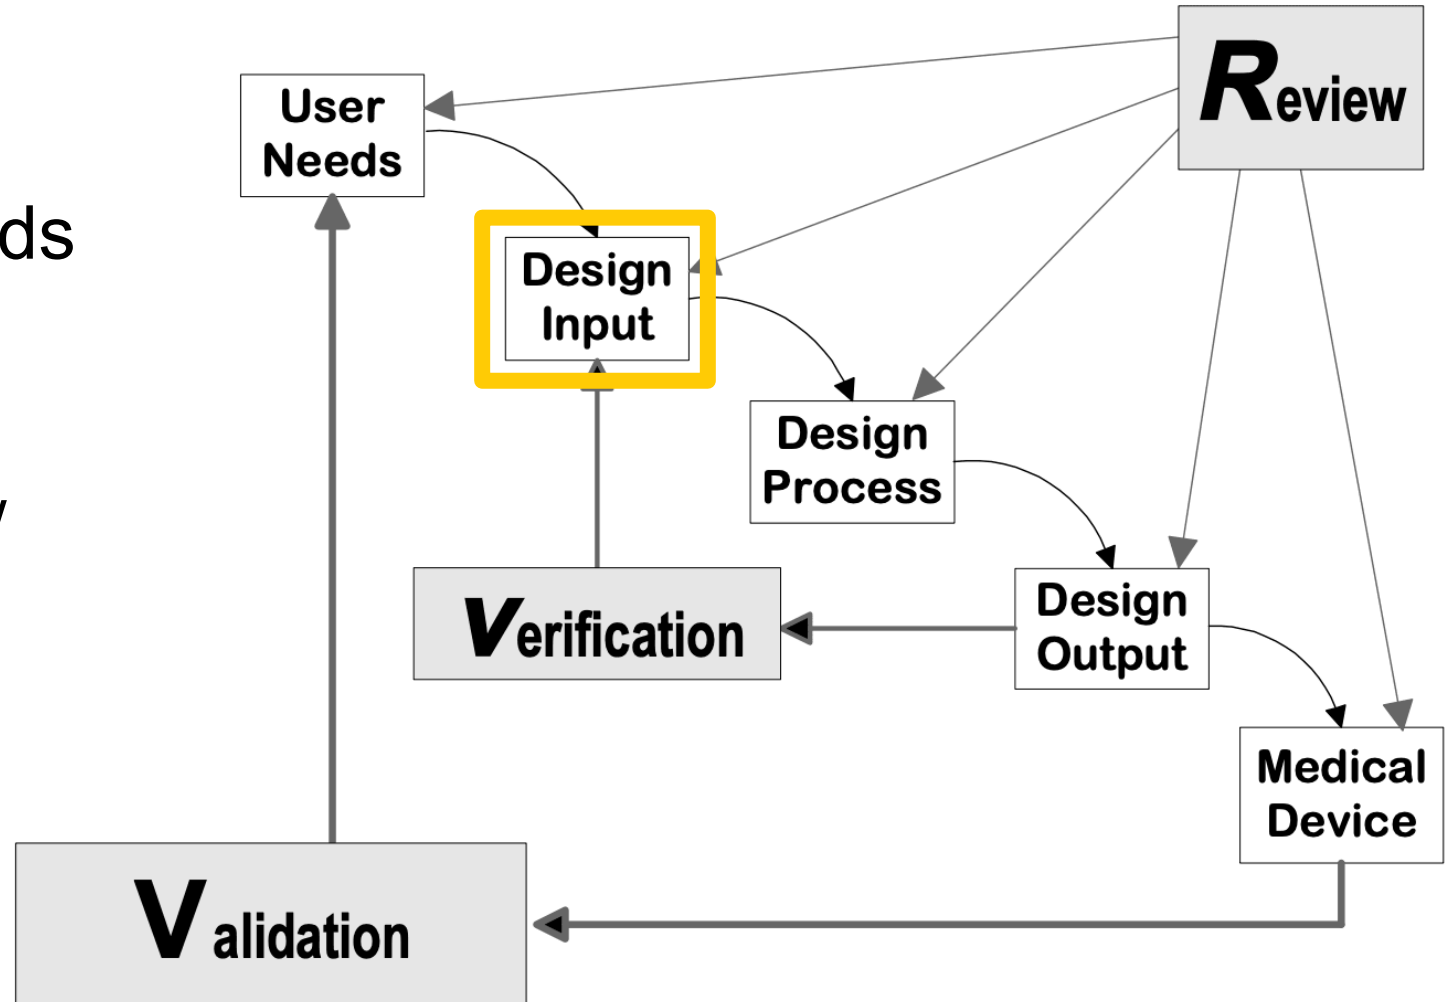 Review
User
Needs
ds
Design
Input
Design
Process
y
Design
Output
Verification
Medical
Device
Validation